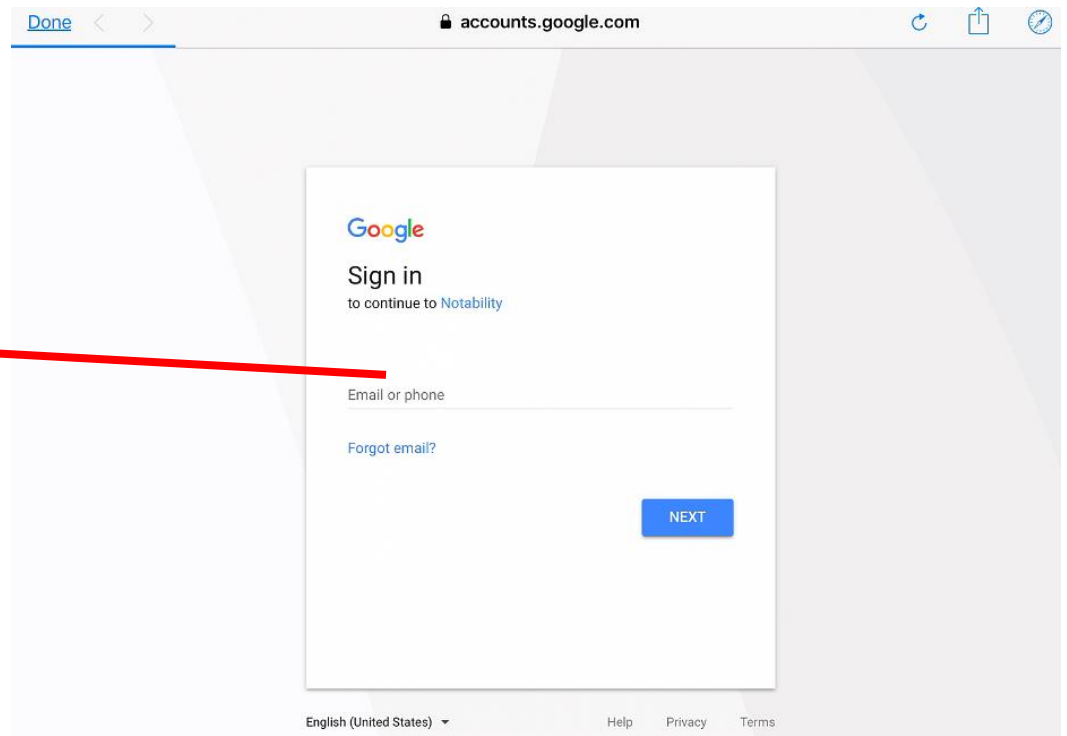 Done accounts.google.com
Google
Sign in
to continue to Notability
Email or phone
Forgot email?
NEXT
English (United States) Help Privacy Terms